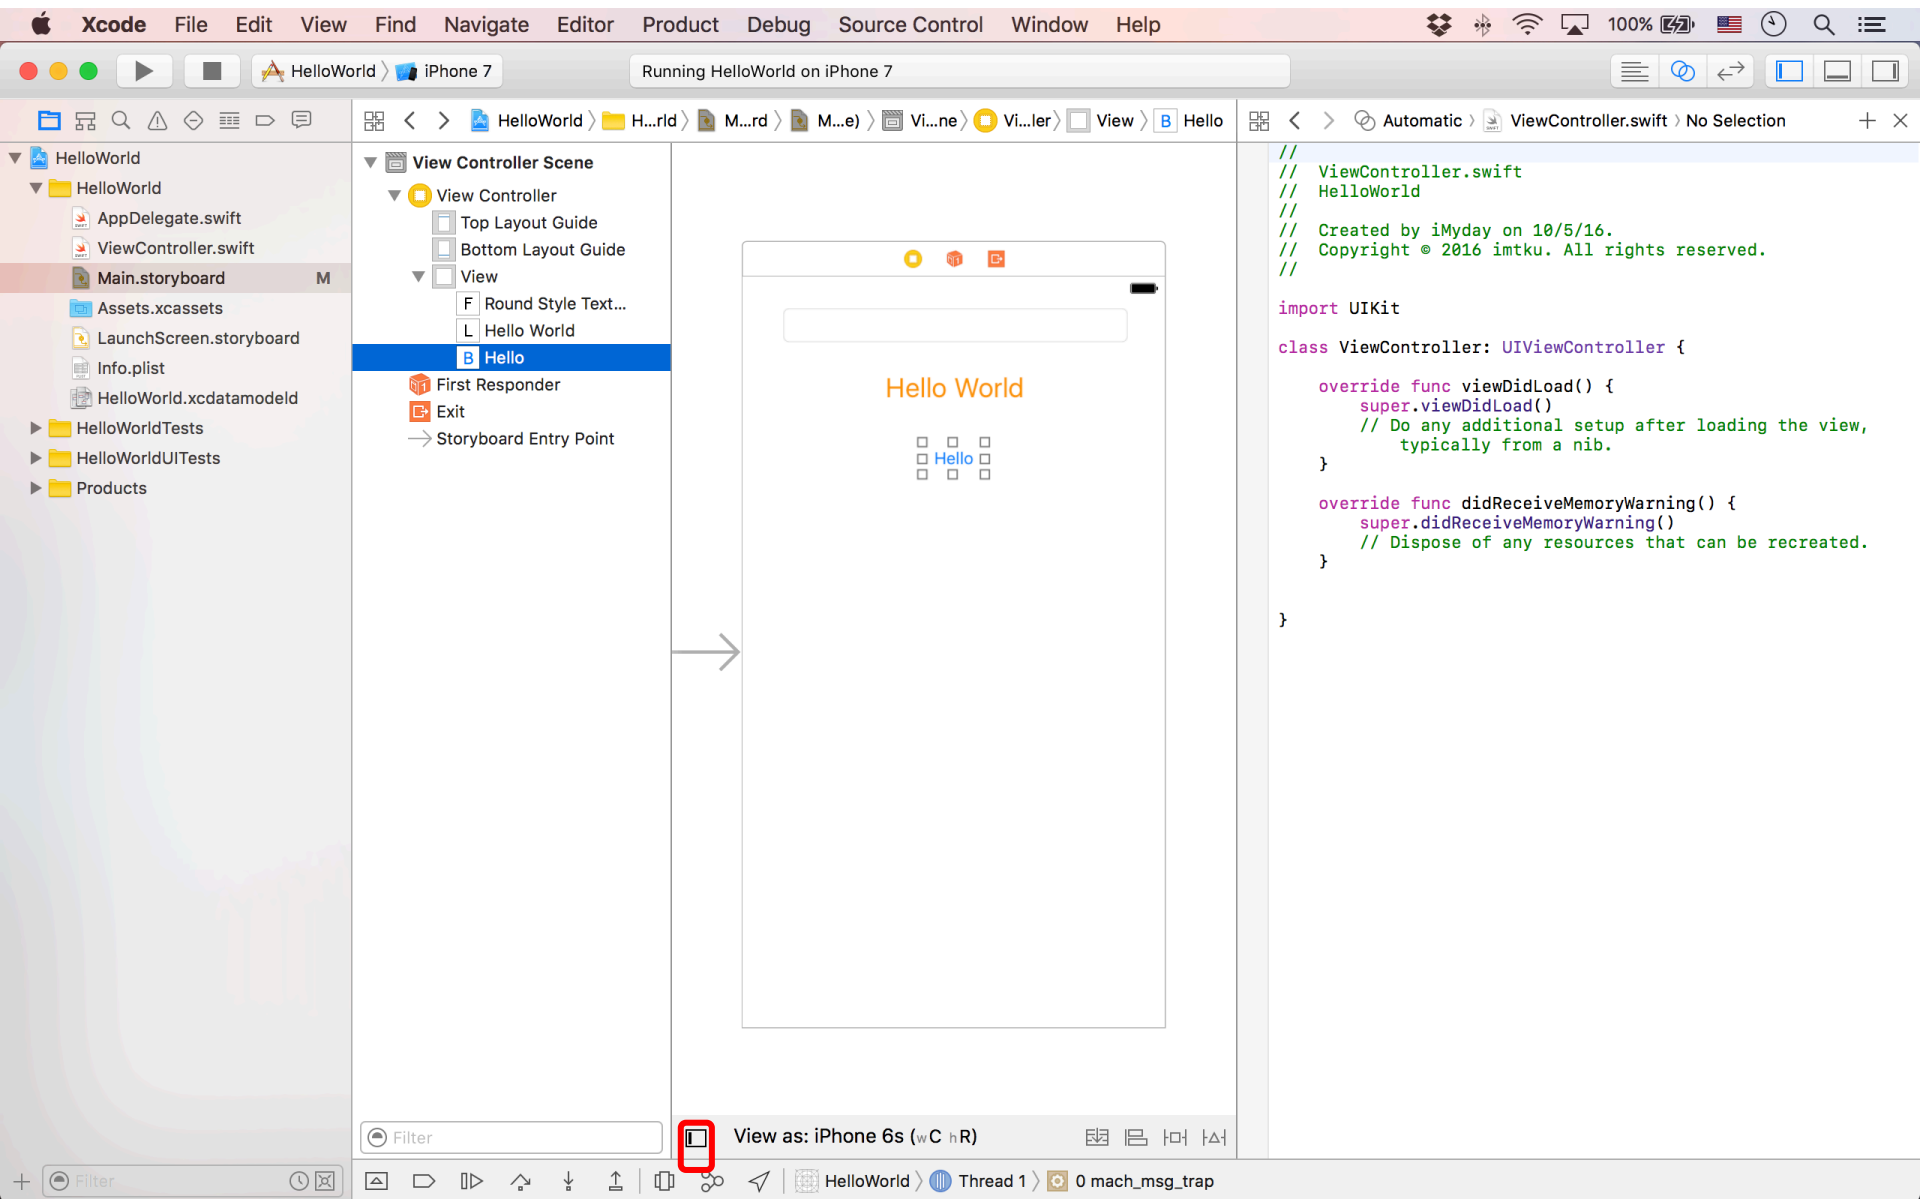 Xcode File Edit View Find Navigate Editor Product Debug Source Control Window Help 100%
HelloWorld iPhone 7 Running HelloWorld on iPhone 7
HelloWorld H...rld M...rd M...e) Vi...ne Vi...ler View B Hello
Automatic ViewController.swift No Selection
HelloWorld
HelloWorld
AppDelegate.swift
ViewController.swift
Main.storyboard M
Assets.xcassets
LaunchScreen.storyboard
Info.plist
HelloWorld.xcdatamodeld
HelloWorldTests
HelloWorldUITests
Products
Filter
View Controller Scene
View Controller
Top Layout Guide
Bottom Layout Guide
View
F Round Style Text...
L Hello World
B Hello
First Responder
Exit
Storyboard Entry Point
Filter
Hello World
Hello
View as: iPhone 6s (wC hR)
//
// ViewController.swift
// HelloWorld
//
// Created by iMyday on 10/5/16.
// Copyright © 2016 imtku. All rights reserved.
//
import UIKit
class ViewController: UIViewController {
override func viewDidLoad() {
super.viewDidLoad()
// Do any additional setup after loading the view,
typically from a nib.
}
override func didReceiveMemoryWarning() {
super.didReceiveMemoryWarning()
// Dispose of any resources that can be recreated.
}
}
HelloWorld Thread 1 0 mach_msg_trap